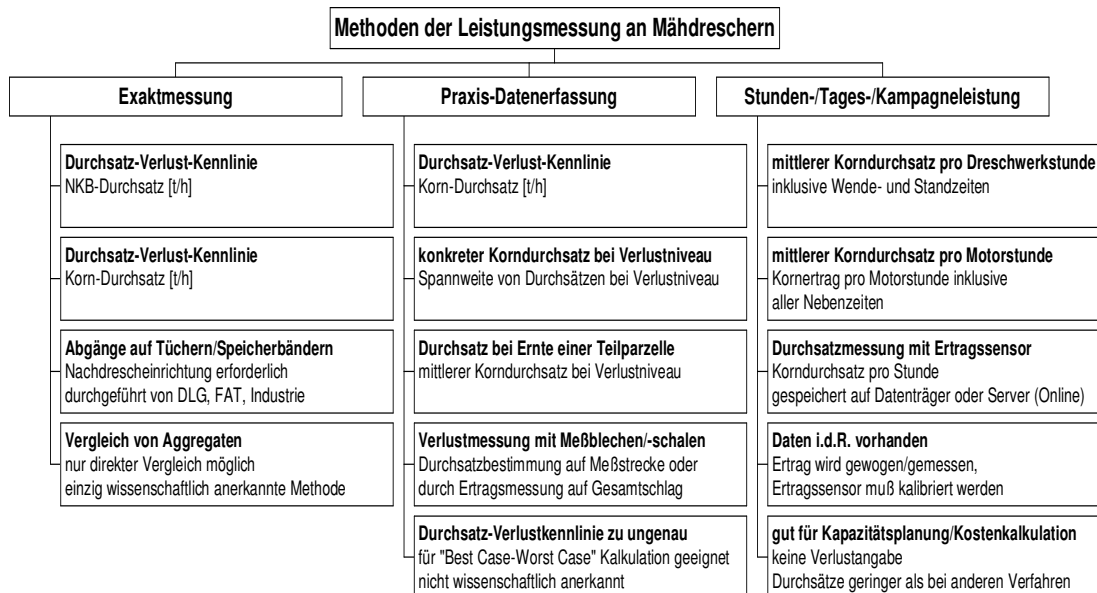 Methoden der Leistungsmessung an Mähdreschern
Exaktmessung
Durchsatz-Verlust-Kennlinie
NKB-Durchsatz [t/h]
Durchsatz-Verlust-Kennlinie
Korn-Durchsatz [t/h]
Abgänge auf Tüchern/Speicherbändern
Nachdrescheinrichtung erforderlich
durchgeführt von DLG, FAT, Industrie
Vergleich von Aggregaten
nur direkter Vergleich möglich
einzig wissenschaftlich anerkannte Methode
Praxis-Datenerfassung
Durchsatz-Verlust-Kennlinie
Korn-Durchsatz [t/h]
konkreter Korndurchsatz bei Verlustniveau
Spannweite von Durchsätzen bei Verlustniveau
Durchsatz bei Ernte einer Teilparzelle
mittlerer Korndurchsatz bei Verlustniveau
Verlustmessung mit Meßblechen/-schalen
Durchsatzbestimmung auf Meßstrecke oder
durch Ertragsmessung auf Gesamtschlag
Durchsatz-Verlustkennlinie zu ungenau
für "Best Case-Worst Case" Kalkulation geeignet
nicht wissenschaftlich anerkannt
Stunden-/Tages-/Kampagneleistung
mittlerer Korndurchsatz pro Dreschwerkstunde
inklusive Wende- und Standzeiten
mittlerer Korndurchsatz pro Motorstunde
Kornertrag pro Motorstunde inklusive
aller Nebenzeiten
Durchsatzmessung mit Ertragssensor
Korndurchsatz pro Stunde
gespeichert auf Datenträger oder Server (Online)
Daten i.d.R. vorhanden
Ertrag wird gewogen/gemessen,
Ertragssensor muß kalibriert werden
gut für Kapazitätsplanung/Kostenkalkulation
keine Verlustangabe
Durchsätze geringer als bei anderen Verfahren